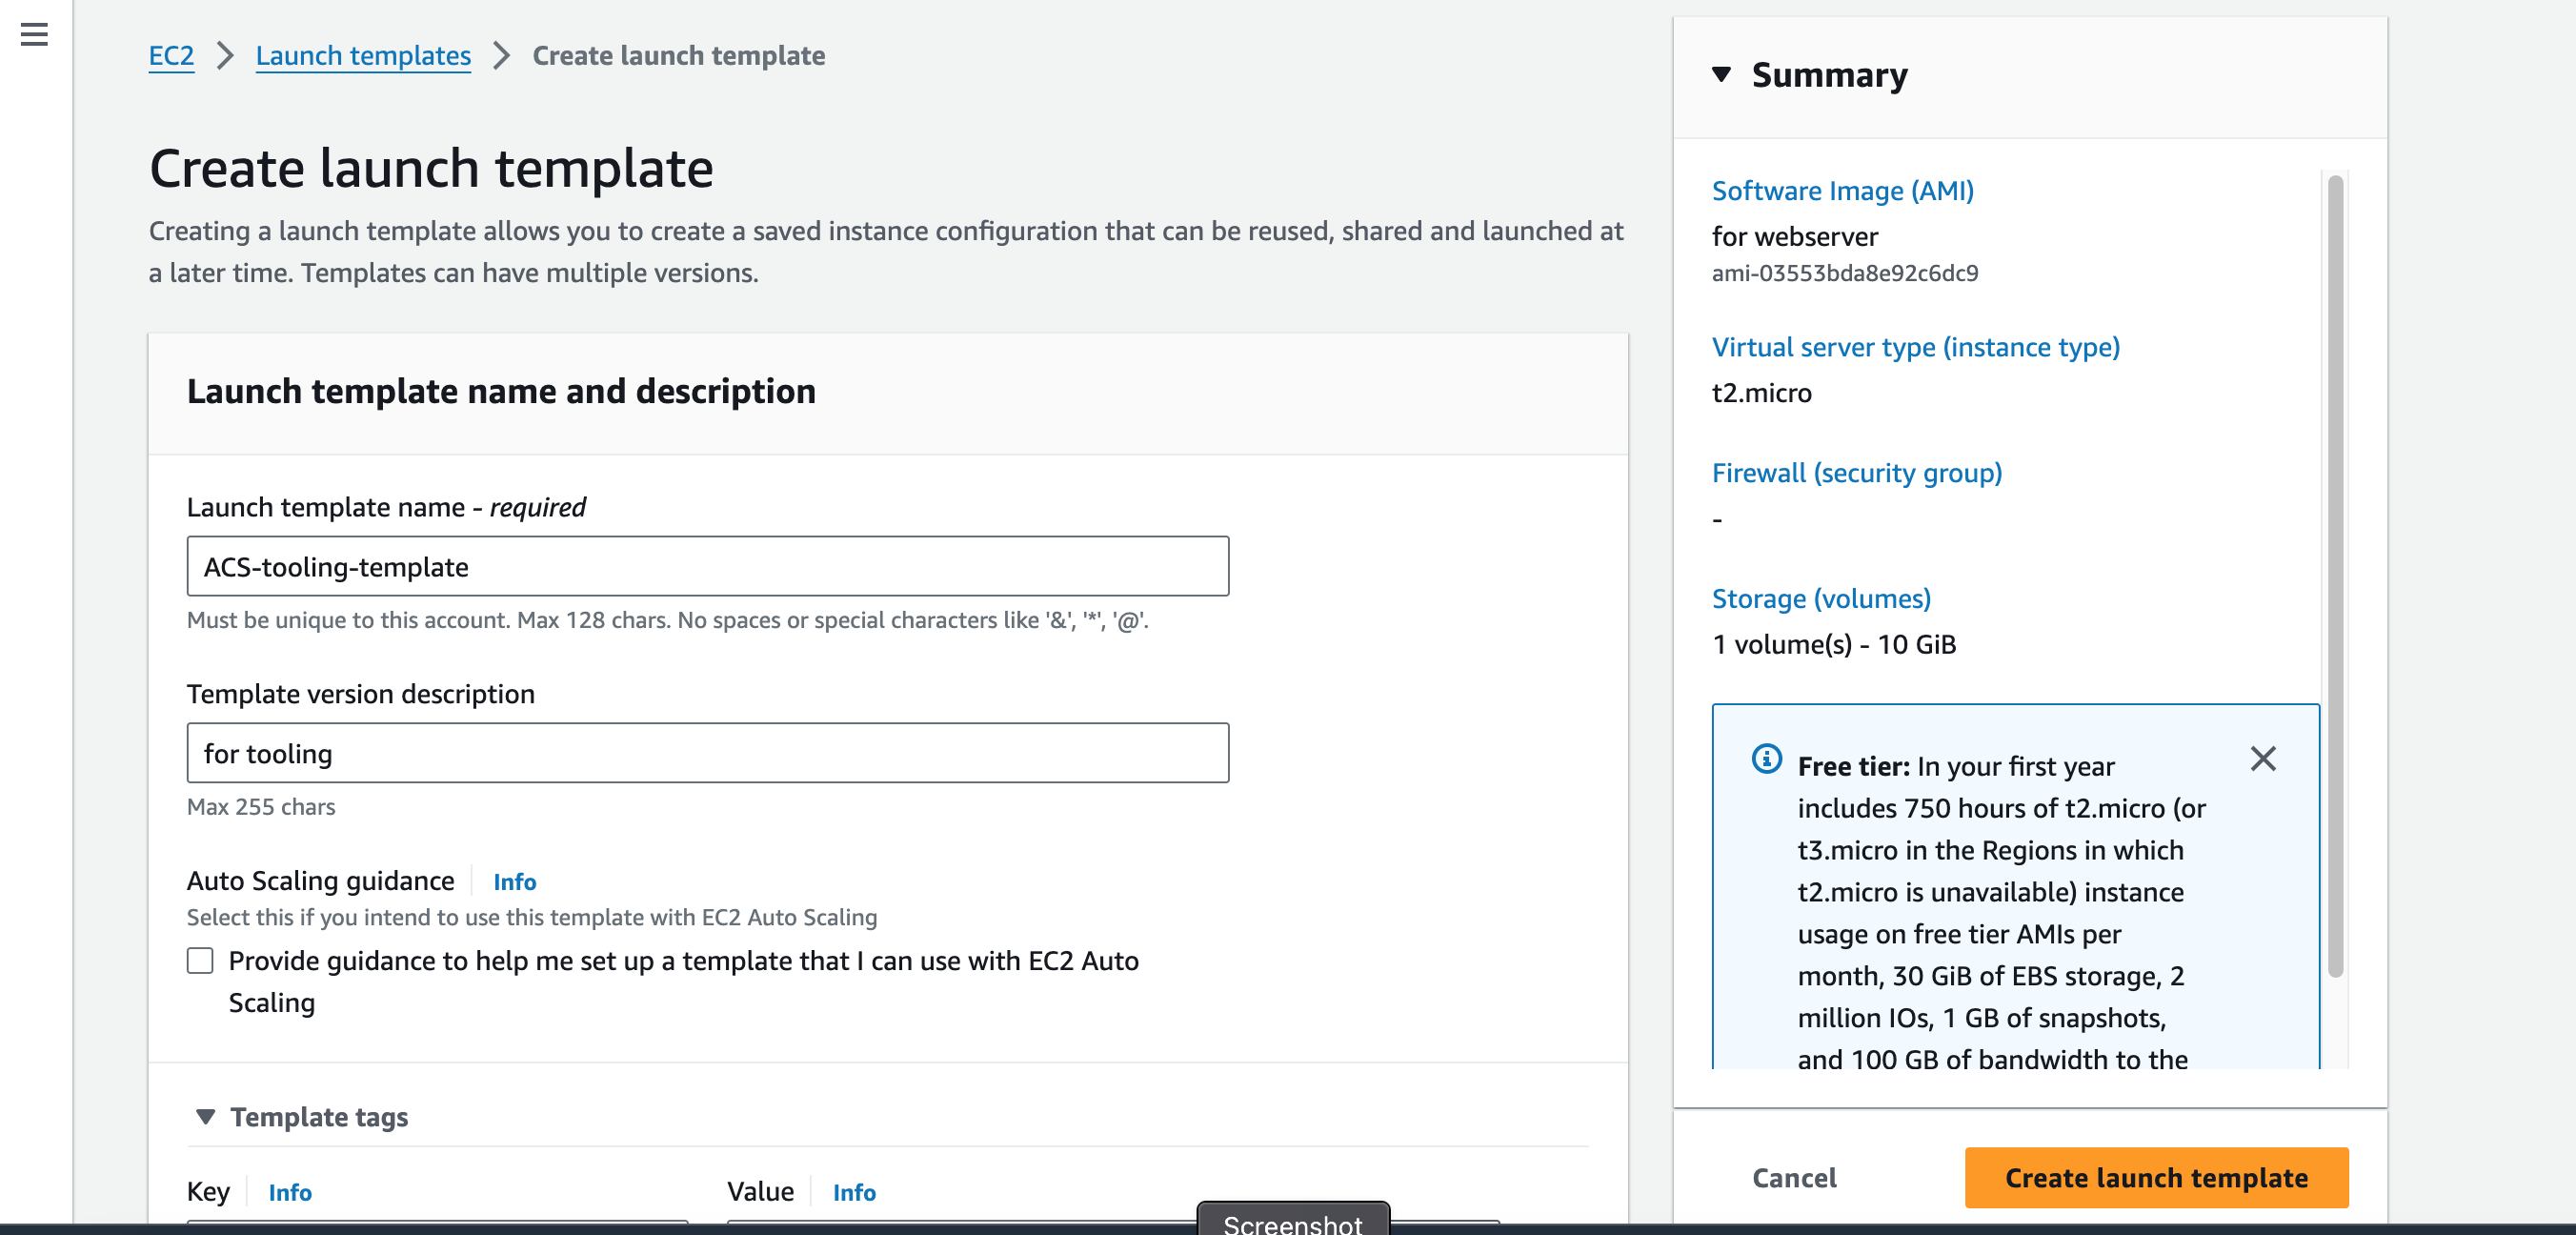 EC2 > Launch templates > Create launch template
Create launch template
Creating a launch template allows you to create a saved instance configuration that can be reused, shared and launched at
a later time. Templates can have multiple versions.
Launch template name and description
Launch template name - required
ACS-tooling-template
Must be unique to this account. Max 128 chars. No spaces or special characters like '&', '*', '@'.
Template version description
for tooling
Max 255 chars
Auto Scaling guidance Info
Select this if you intend to use this template with EC2 Auto Scaling
Provide guidance to help me set up a template that I can use with EC2 Auto
Scaling
Template tags
Key Info Value Info
Summary
Software Image (AMI)
for webserver
ami-03553bda8e92c6dc9
Virtual server type (instance type)
t2.micro
Firewall (security group)
-
Storage (volumes)
1 volume(s) - 10 GiB
Free tier: In your first year
includes 750 hours of t2.micro (or
t3.micro in the Regions in which
t2.micro is unavailable) instance
usage on free tier AMIs per
month, 30 GiB of EBS storage, 2
million IOs, 1 GB of snapshots,
and 100 GB of bandwidth to the
Cancel Create launch template
Screenshot